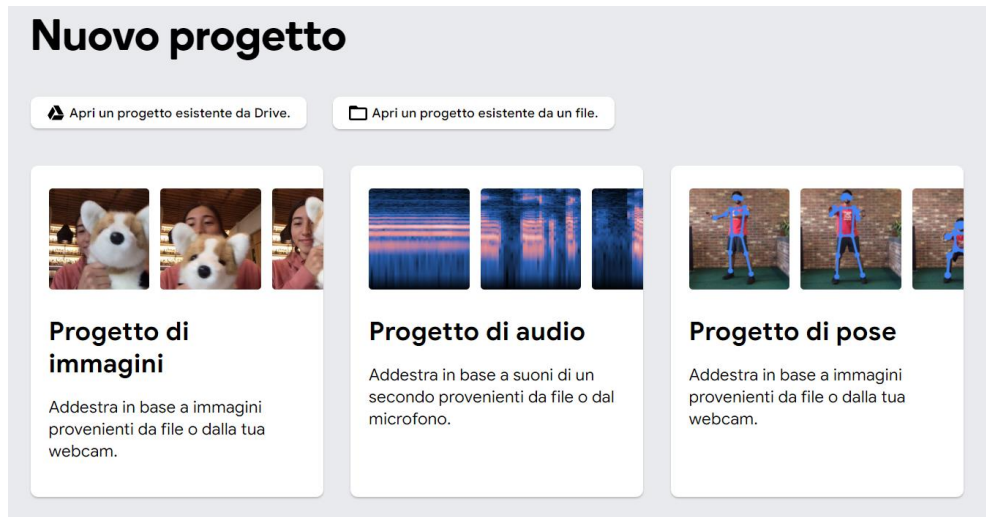 Nuovo progetto
Apri un progetto esistente da Drive.
Apri un progetto esistente da un file.
Progetto di
immagini
Addestra in base a immagini
provenienti da file o dalla tua
webcam.
Progetto di audio
Addestra in base a suoni di un
secondo provenienti da file o dal
microfono.
Progetto di pose
Addestra in base a immagini
provenienti da file o dalla tua
webcam.